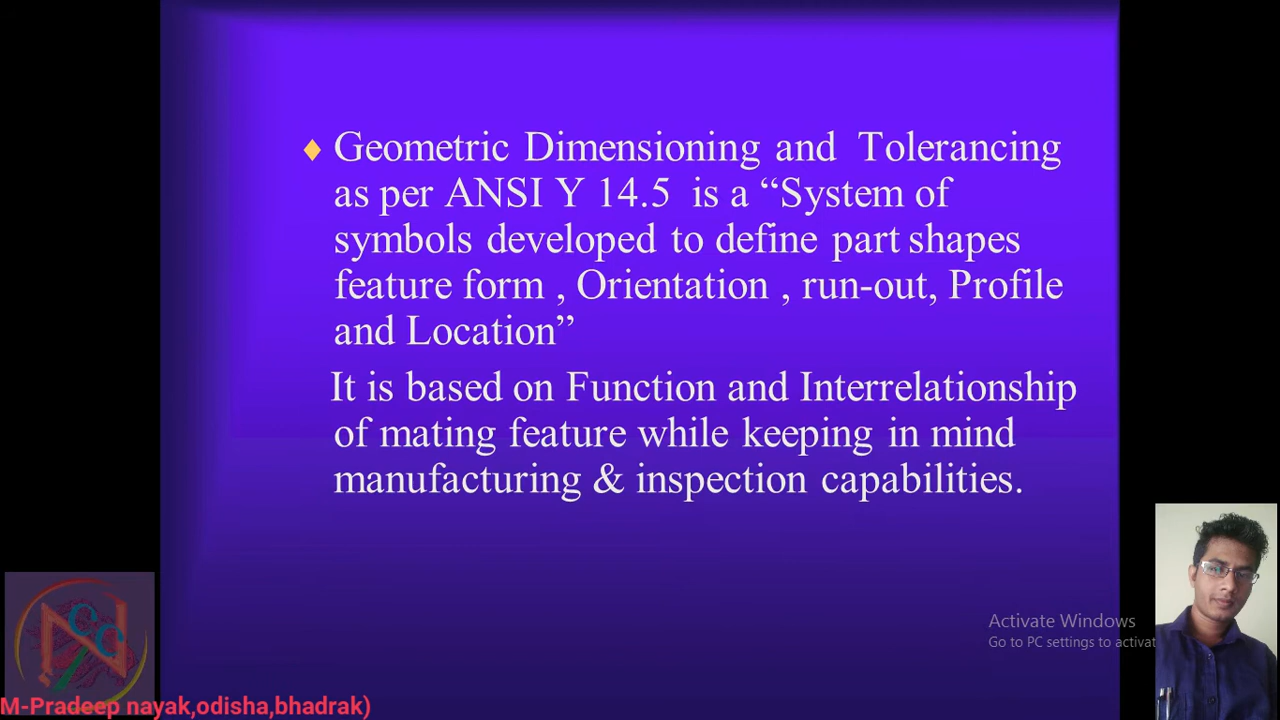 Geometric Dimensioning and Tolerancing
as per ANSI Y 14.5 is a “System of
symbols developed to define part shapes
feature form , Orientation , run-out, Profile
and Location”
It is based on Function and Interrelationship
of mating feature while keeping in mind
manufacturing & inspection capabilities.
Activate Windows
Go to PC settings to activat
NCC
M-Pradeep nayak,odisha,bhadrak)